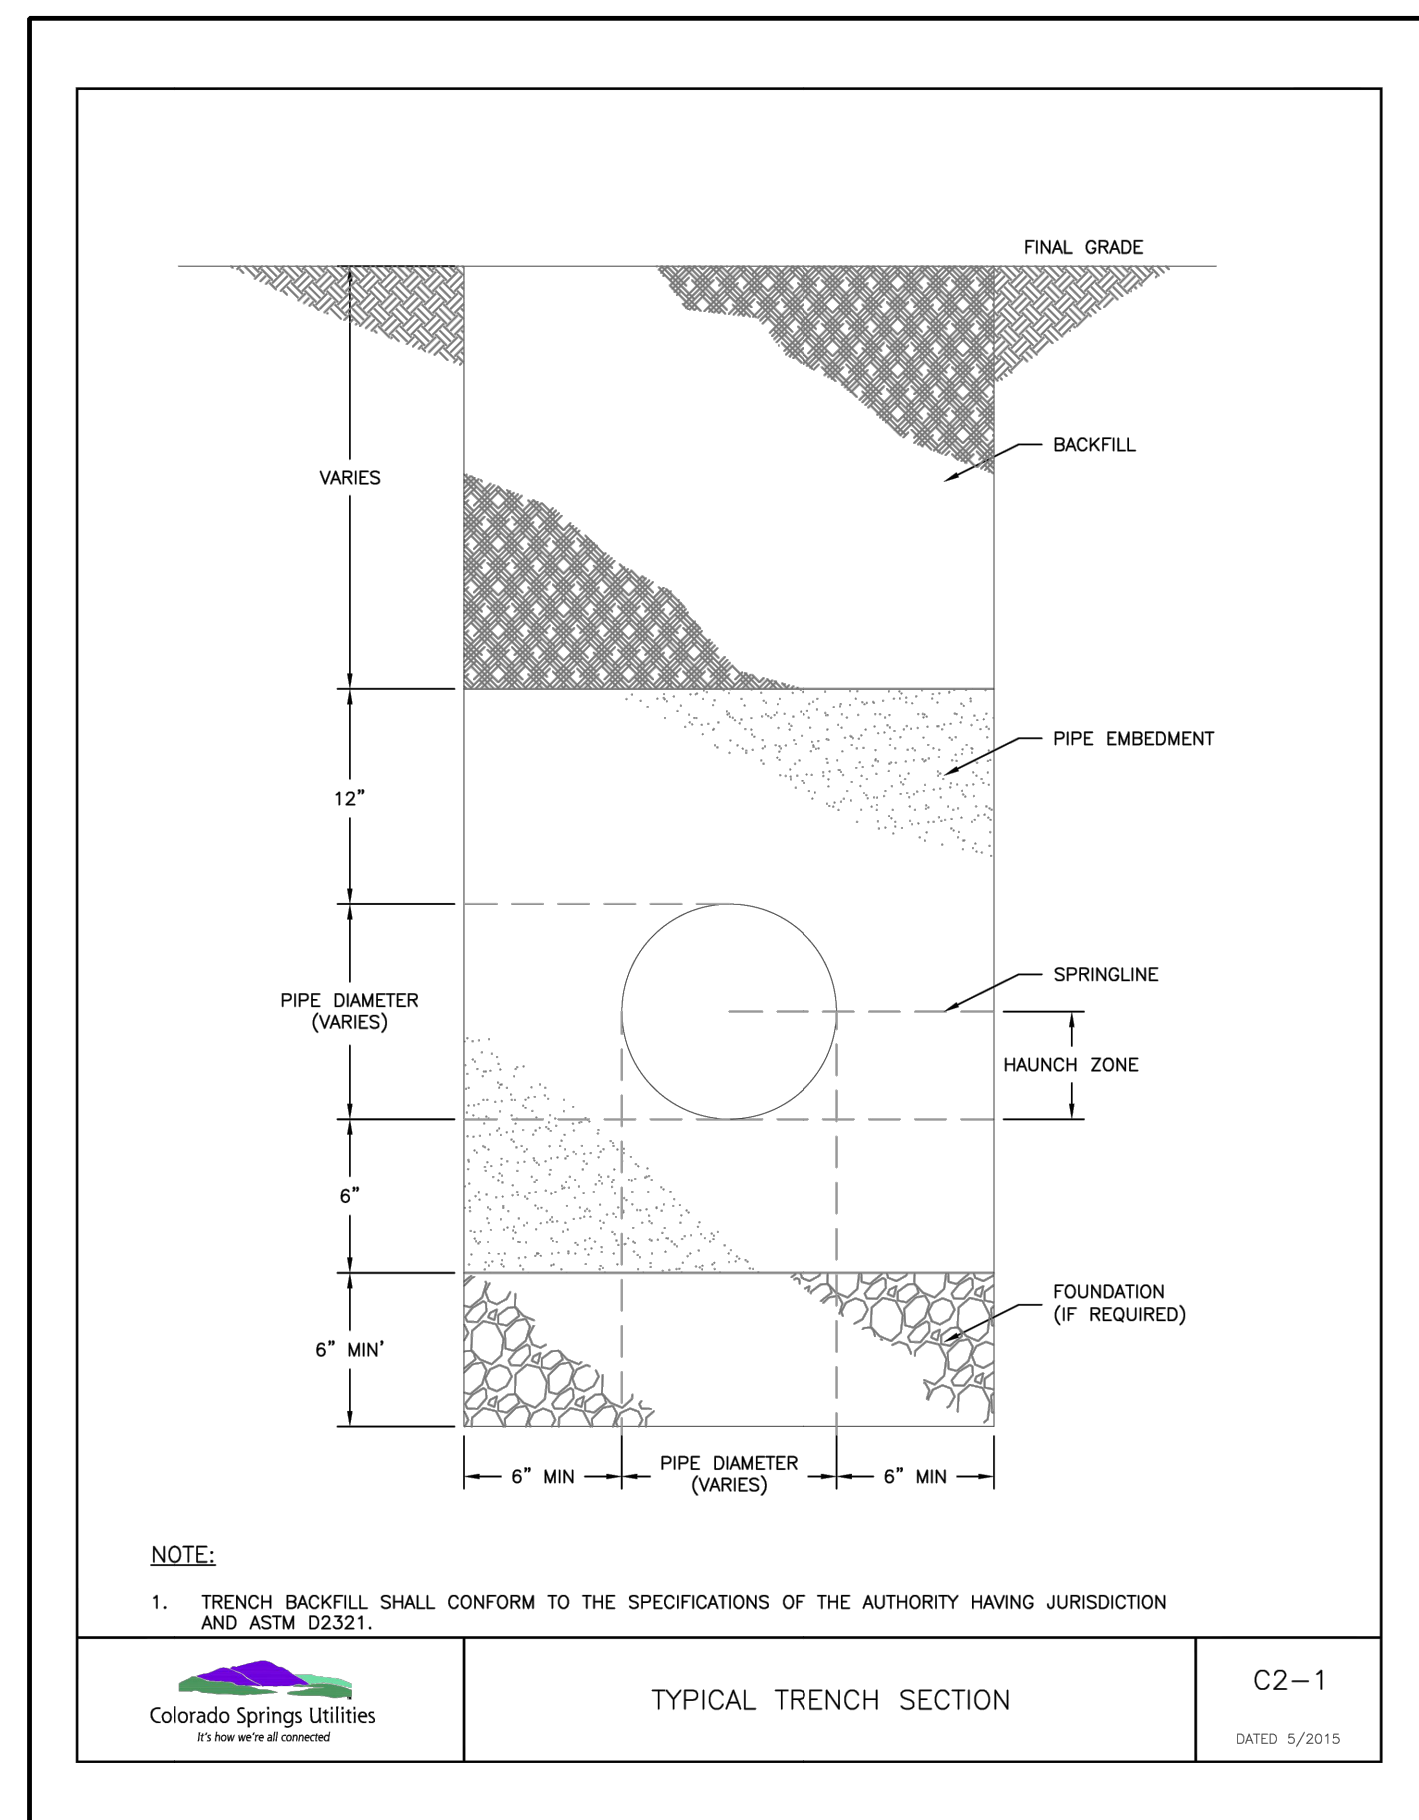 FINAL GRADE
BACKFILL
VARIES
PIPE EMBEDMENT
12”
SPRINGLINE
PIPE DIAMETER
(VARIES)
HAUNCH ZONE
6”
FOUNDATION
(IF REQUIRED)
6” MIN’
6” MIN
PIPE DIAMETER
(VARIES)
6” MIN
NOTE:
1. TRENCH BACKFILL SHALL CONFORM TO THE SPECIFICATIONS OF THE AUTHORITY HAVING JURISDICTION
AND ASTM D2321.
Colorado Springs Utilities
It's how we're all connected
TYPICAL TRENCH SECTION
C2-1
DATED 5/2015